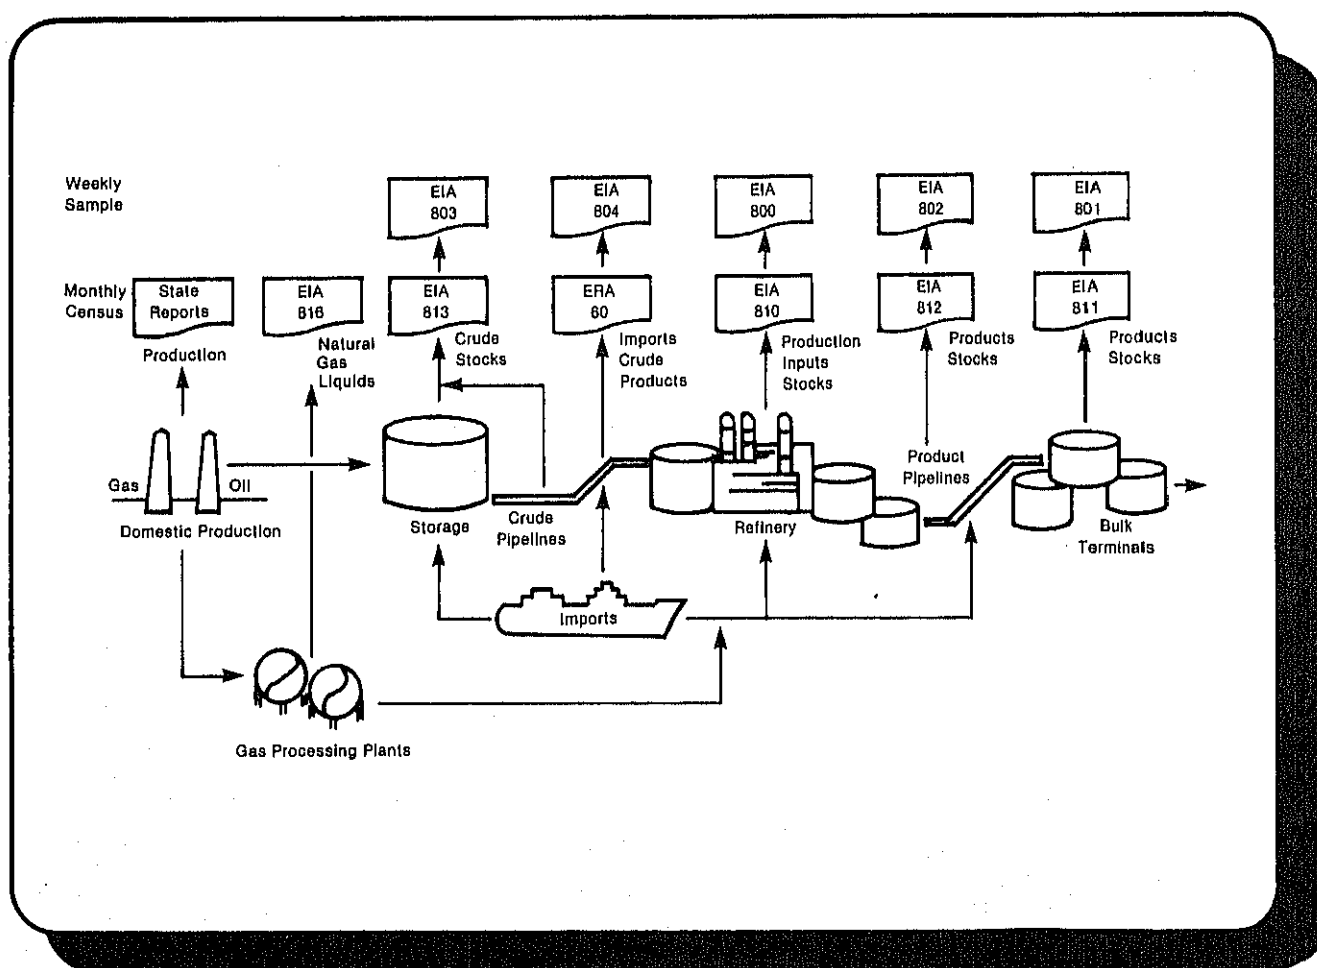 Weekly
Sample
EIA
803
EIA
804
EIA
800
EIA
802
EIA
801
Monthly
Census
State
Reports
EIA
816
EIA
813
ERA
60
EIA
810
EIA
812
EIA
811
Production
Natural
Gas
Liquids
Crude
Stocks
Imports
Crude
Products
Production
Inputs
Stocks
Products
Stocks
Products
Stocks
Gas
Oil
Domestic Production
Storage
Crude
Pipelines
Refinery
Product
Pipelines
Bulk
Terminals
Imports
Gas Processing Plants